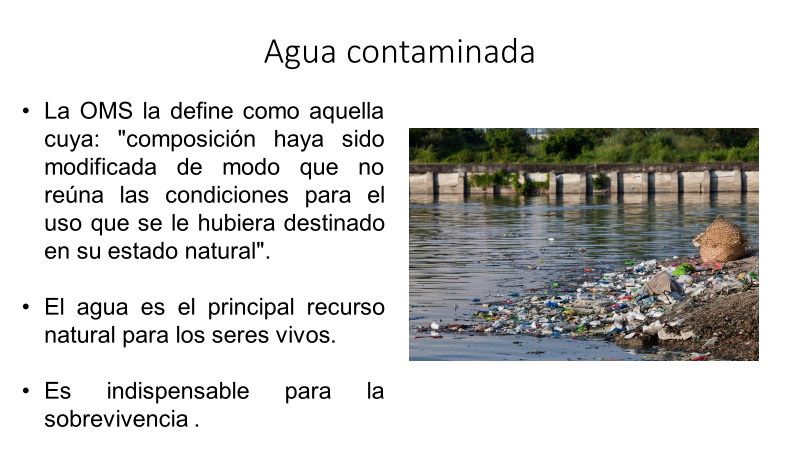 Agua contaminada
• La OMS la define como aquella
cuya: "composición haya sido
modificada de modo que no
reúna las condiciones para el
uso que se le hubiera destinado
en su estado natural".
• El agua es el principal recurso
natural para los seres vivos.
• Es indispensable para la
sobrevivencia .